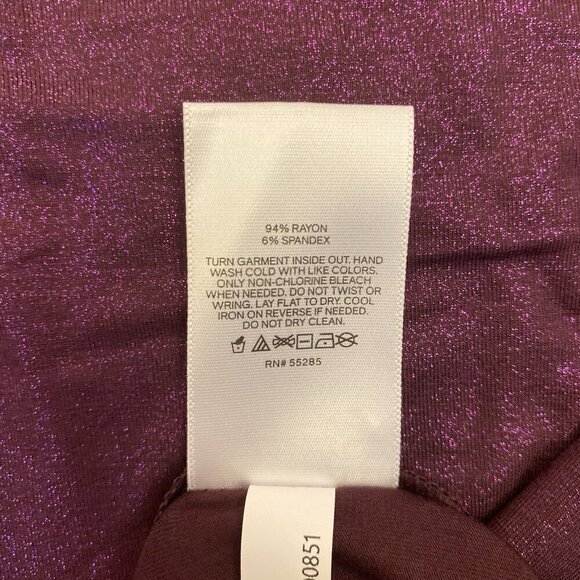 94% RAYON
6% SPANDEX
TURN GARMENT INSIDE OUT. HAND
WASH COLD WITH LIKE COLORS.
ONLY NON-CHLORINE BLEACH
WHEN NEEDED. DO NOT TWIST OR
WRING. LAY FLAT TO DRY. COOL
IRON ON REVERSE IF NEEDED.
DO NOT DRY CLEAN.
RN# 55285
00851